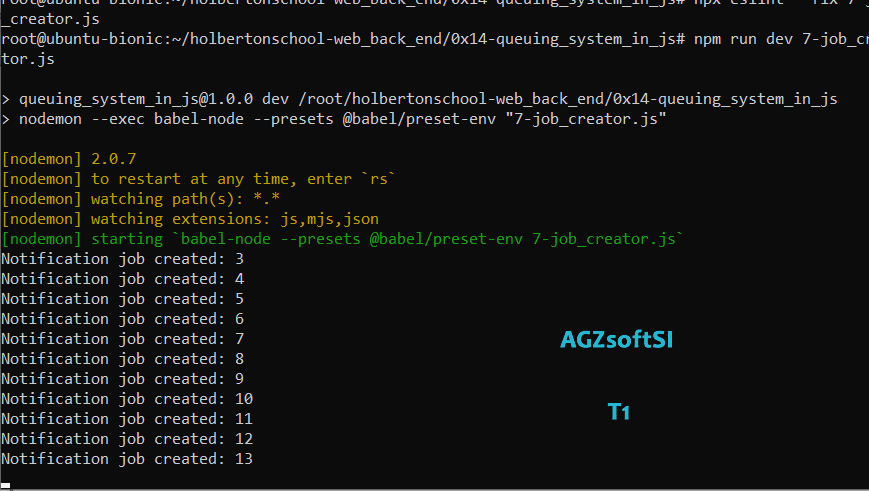 root@ubuntu-bionic:~/holbertonschool-web_back_end/0x14-queuing_system_in_js# npx eslint --fix 7-j
_creator.js
root@ubuntu-bionic:~/holbertonschool-web_back_end/0x14-queuing_system_in_js# npm run dev 7-job_cr
tor.js
> queuing_system_in_js@1.0.0 dev /root/holbertonschool-web_back_end/0x14-queuing_system_in_js
> nodemon --exec babel-node --presets @babel/preset-env "7-job_creator.js"
[nodemon] 2.0.7
[nodemon] to restart at any time, enter `rs`
[nodemon] watching path(s): *.*
[nodemon] watching extensions: js,mjs,json
[nodemon] starting `babel-node --presets @babel/preset-env 7-job_creator.js`
Notification job created: 3
Notification job created: 4
Notification job created: 5
Notification job created: 6
Notification job created: 7
Notification job created: 8
Notification job created: 9
Notification job created: 10
Notification job created: 11
Notification job created: 12
Notification job created: 13
AGZsoftSI
T1